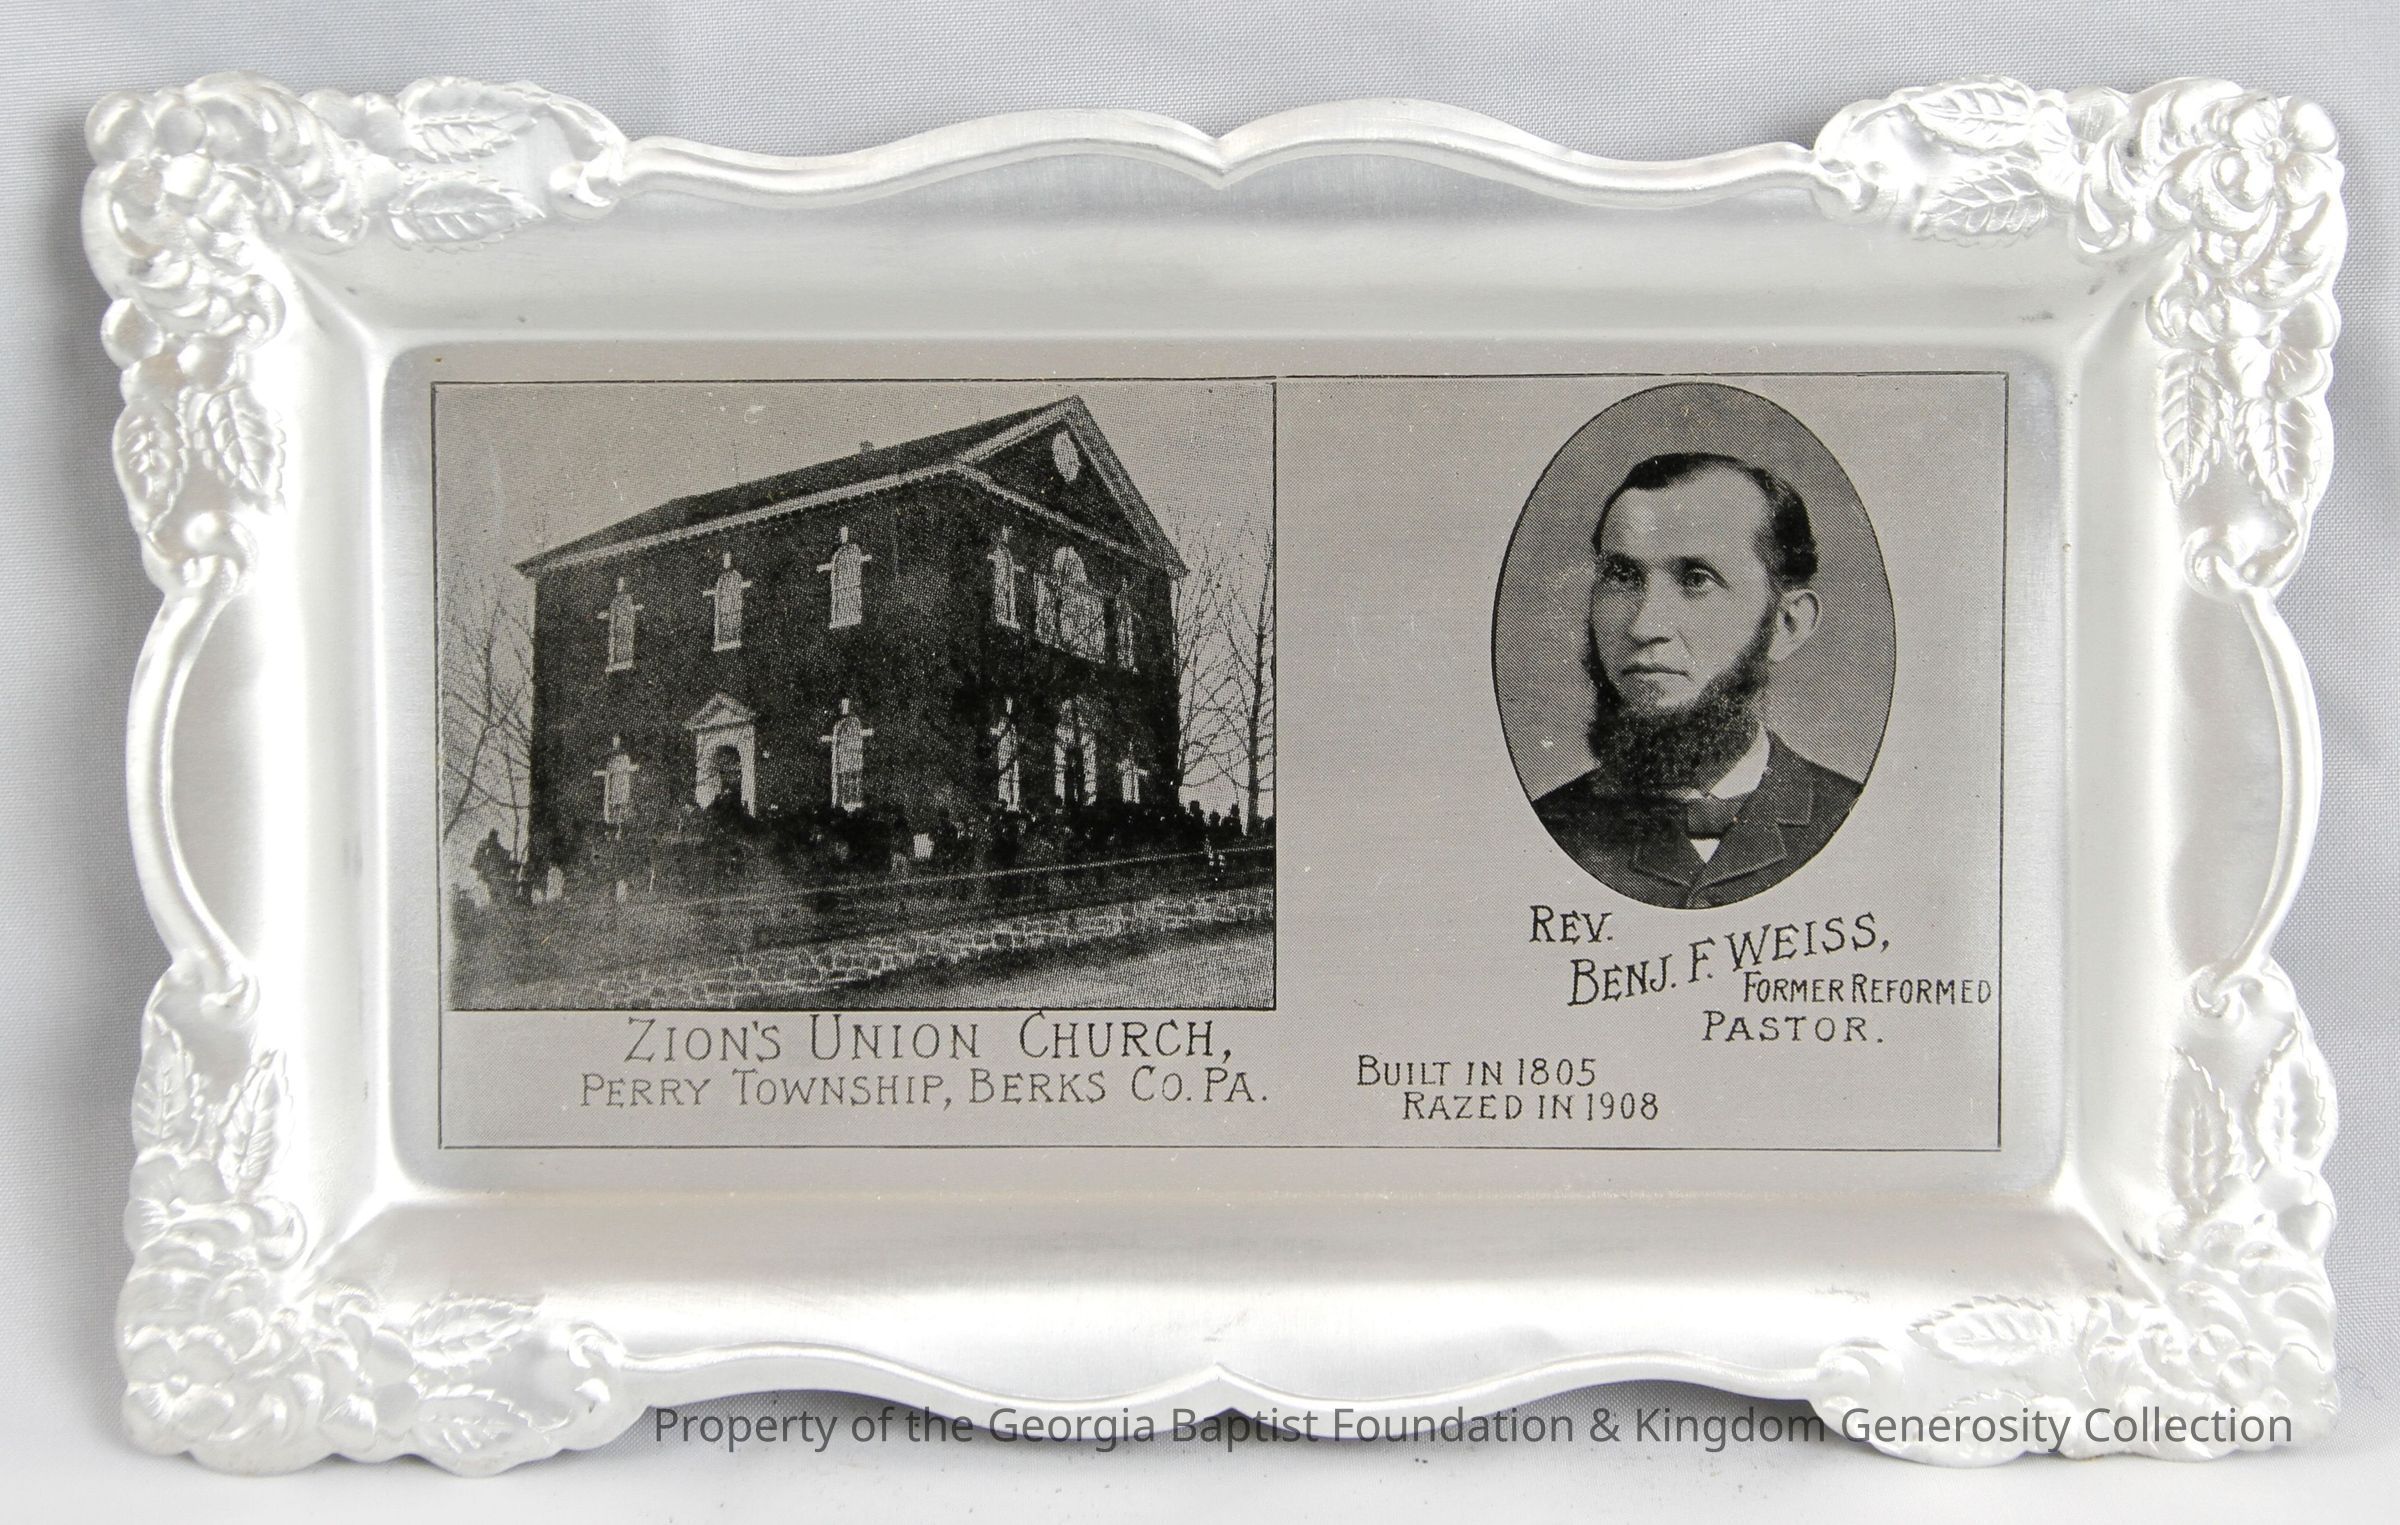 ZION'S UNION CHURCH,
PERRY TOWNSHIP, BERKS CO. PA.
REV.
BENJ. F. WEISS,
FORMER REFORMED
PASTOR.
BUILT IN 1805
RAZED IN 1908
Property of the Georgia Baptist Foundation & Kingdom Generosity Collection